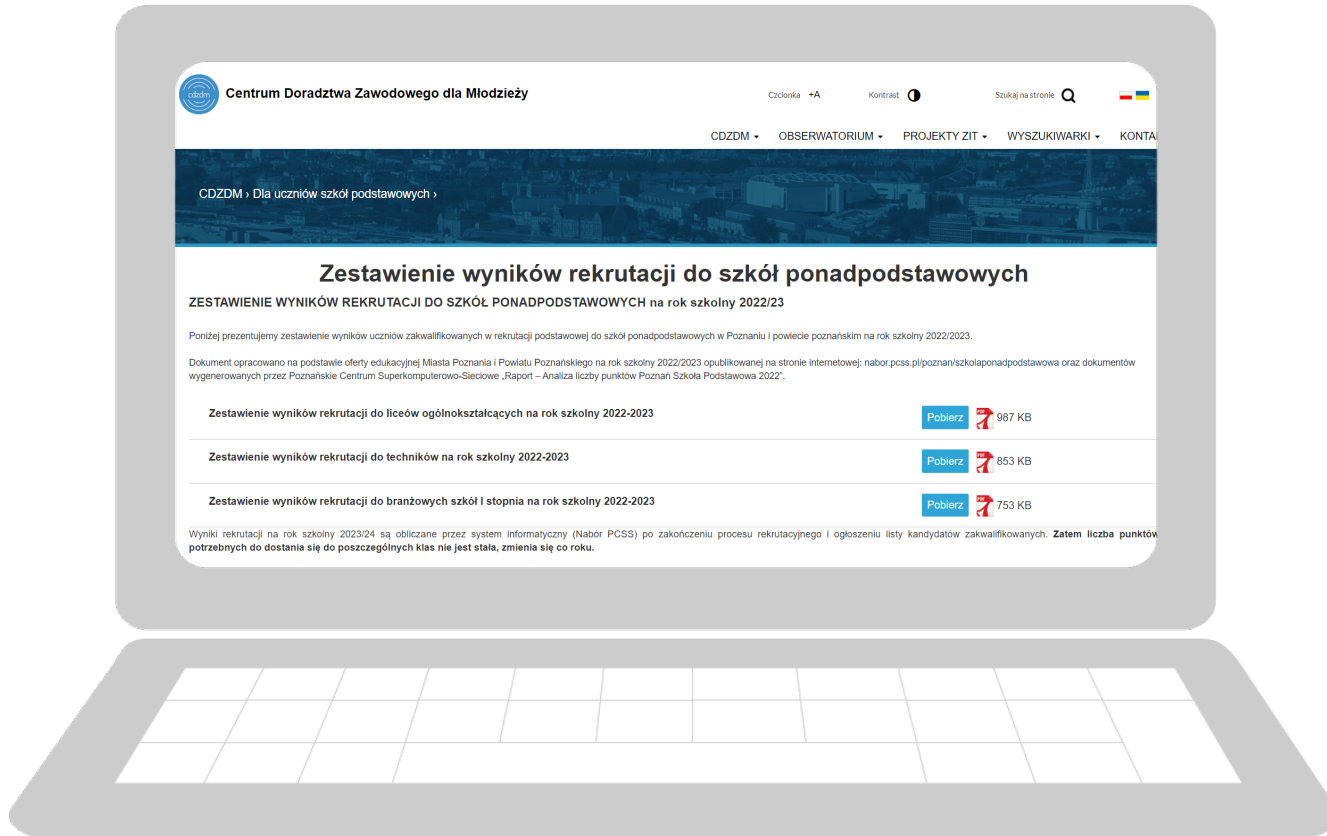 cdzdm
Centrum Doradztwa Zawodowego dla Młodzieży
Czcionka +A Kontrast Szukaj na stronie
CDZDM OBSERWATORIUM PROJEKTY ZIT WYSZUKIWARKI KONTA
CDZDM › Dla uczniów szkół podstawowych ›
Zestawienie wyników rekrutacji do szkół ponadpodstawowych
ZESTAWIENIE WYNIKÓW REKRUTACJI DO SZKÓŁ PONADPODSTAWOWYCH na rok szkolny 2022/23
Poniżej prezentujemy zestawienie wyników uczniów zakwalifikowanych w rekrutacji podstawowej do szkół ponadpodstawowych w Poznaniu i powiecie poznańskim na rok szkolny 2022/2023.
Dokument opracowano na podstawie oferty edukacyjnej Miasta Poznania i Powiatu Poznańskiego na rok szkolny 2022/2023 opublikowanej na stronie internetowej: nabor.pcss.pl/poznan/szkolaponadpodstawowa oraz dokumentów
wygenerowanych przez Poznańskie Centrum Superkomputerowo-Sieciowe „Raport – Analiza liczby punktów Poznań Szkoła Podstawowa 2022".
Zestawienie wyników rekrutacji do liceów ogólnokształcących na rok szkolny 2022-2023 Pobierz PDF 987 KB
Zestawienie wyników rekrutacji do techników na rok szkolny 2022-2023 Pobierz PDF 853 KB
Zestawienie wyników rekrutacji do branżowych szkół I stopnia na rok szkolny 2022-2023 Pobierz PDF 753 KB
Wyniki rekrutacji na rok szkolny 2023/24 są obliczane przez system informatyczny (Nabór PCSS) po zakończeniu procesu rekrutacyjnego i ogłoszeniu listy kandydatów zakwalifikowanych. Zatem liczba punktów
potrzebnych do dostania się do poszczególnych klas nie jest stała, zmienia się co roku.